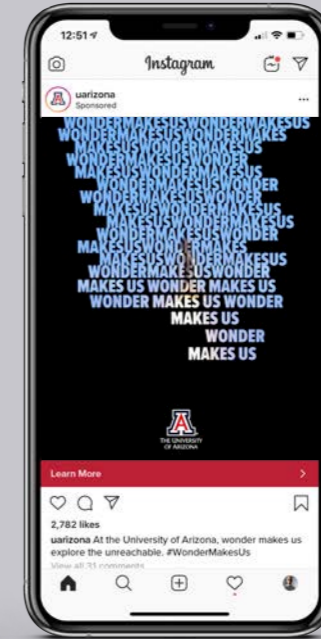 12:51
Instagram
uarizona
Sponsored
WONDERMAKESUSWONDERMAKESUS
WONDERMAKESUSWONDERMAKES
MAKESUSWONDERMAKESUS
WONDERMAKESUSWONDER
MAKESUSWONDERMAKESUS
WONDERMAKESUSWONDER
WONDERMAKESUSWONDER
MAKESUSWONDERMAKESUS
MAKESUSWONDERMAKESUS
WONDERMAKESUSWONDER
MAKESUSWONDERMAKES
MAKESUSWONDERMAKESUS
WONDERMAKESUSWONDER
MAKES US WONDER MAKES US
WONDER MAKES US WONDER
MAKES US
WONDER
MAKES US
A
THE UNIVERSITY
OF ARIZONA
Learn More
2,782 likes
uarizona At the University of Arizona, wonder makes us
explore the unreachable. #WonderMakesUs
View all 31 comments